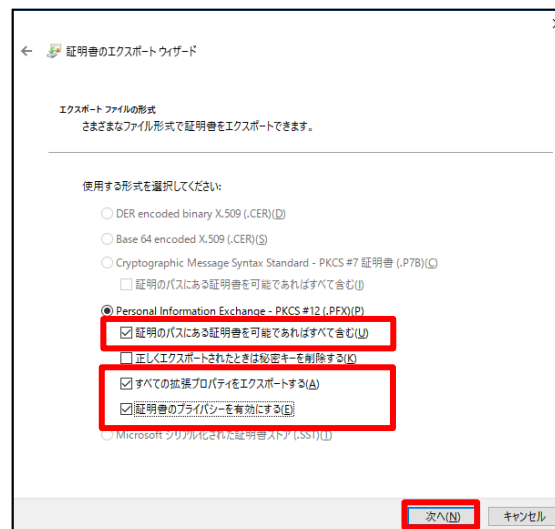 証明書のエクスポート ウィザード
エクスポート ファイルの形式
さまざまなファイル形式で証明書をエクスポートできます。
使用する形式を選択してください:
DER encoded binary X.509 (.CER)(D)
Base 64 encoded X.509 (.CER)(S)
Cryptographic Message Syntax Standard - PKCS #7 証明書 (.P7B)(C)
証明のパスにある証明書を可能であればすべて含む(I)
Personal Information Exchange - PKCS #12 (.PFX)(P)
証明のパスにある証明書を可能であればすべて含む(U)
正しくエクスポートされたときは秘密キーを削除する(K)
すべての拡張プロパティをエクスポートする(A)
証明書のプライバシーを有効にする(E)
Microsoft シリアル化された証明書ストア (.SST)(T)
次へ(N)
キャンセル